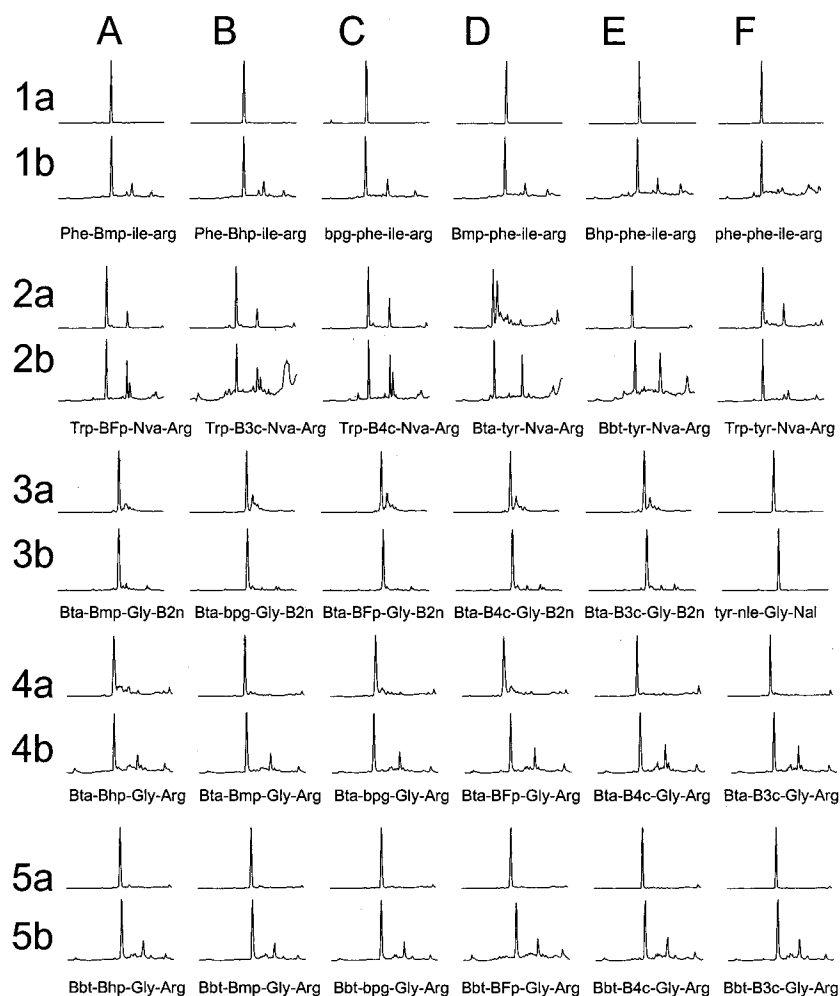 A B C D E F
1a
1b
Phe-Bmp-ile-arg Phe-Bhp-ile-arg bpg-phe-ile-arg Bmp-phe-ile-arg Bhp-phe-ile-arg phe-phe-ile-arg
2a
2b
Trp-BFp-Nva-Arg Trp-B3c-Nva-Arg Trp-B4c-Nva-Arg Bta-tyr-Nva-Arg Bbt-tyr-Nva-Arg Trp-tyr-Nva-Arg
3a
3b
Bta-Bmp-Gly-B2n Bta-bpg-Gly-B2n Bta-BFp-Gly-B2n Bta-B4c-Gly-B2n Bta-B3c-Gly-B2n tyr-nle-Gly-Nal
4a
4b
Bta-Bhp-Gly-Arg Bta-Bmp-Gly-Arg Bta-bpg-Gly-Arg Bta-BFp-Gly-Arg Bta-B4c-Gly-Arg Bta-B3c-Gly-Arg
5a
5b
Bbt-Bhp-Gly-Arg Bbt-Bmp-Gly-Arg Bbt-bpg-Gly-Arg Bbt-BFp-Gly-Arg Bbt-B4c-Gly-Arg Bbt-B3c-Gly-Arg